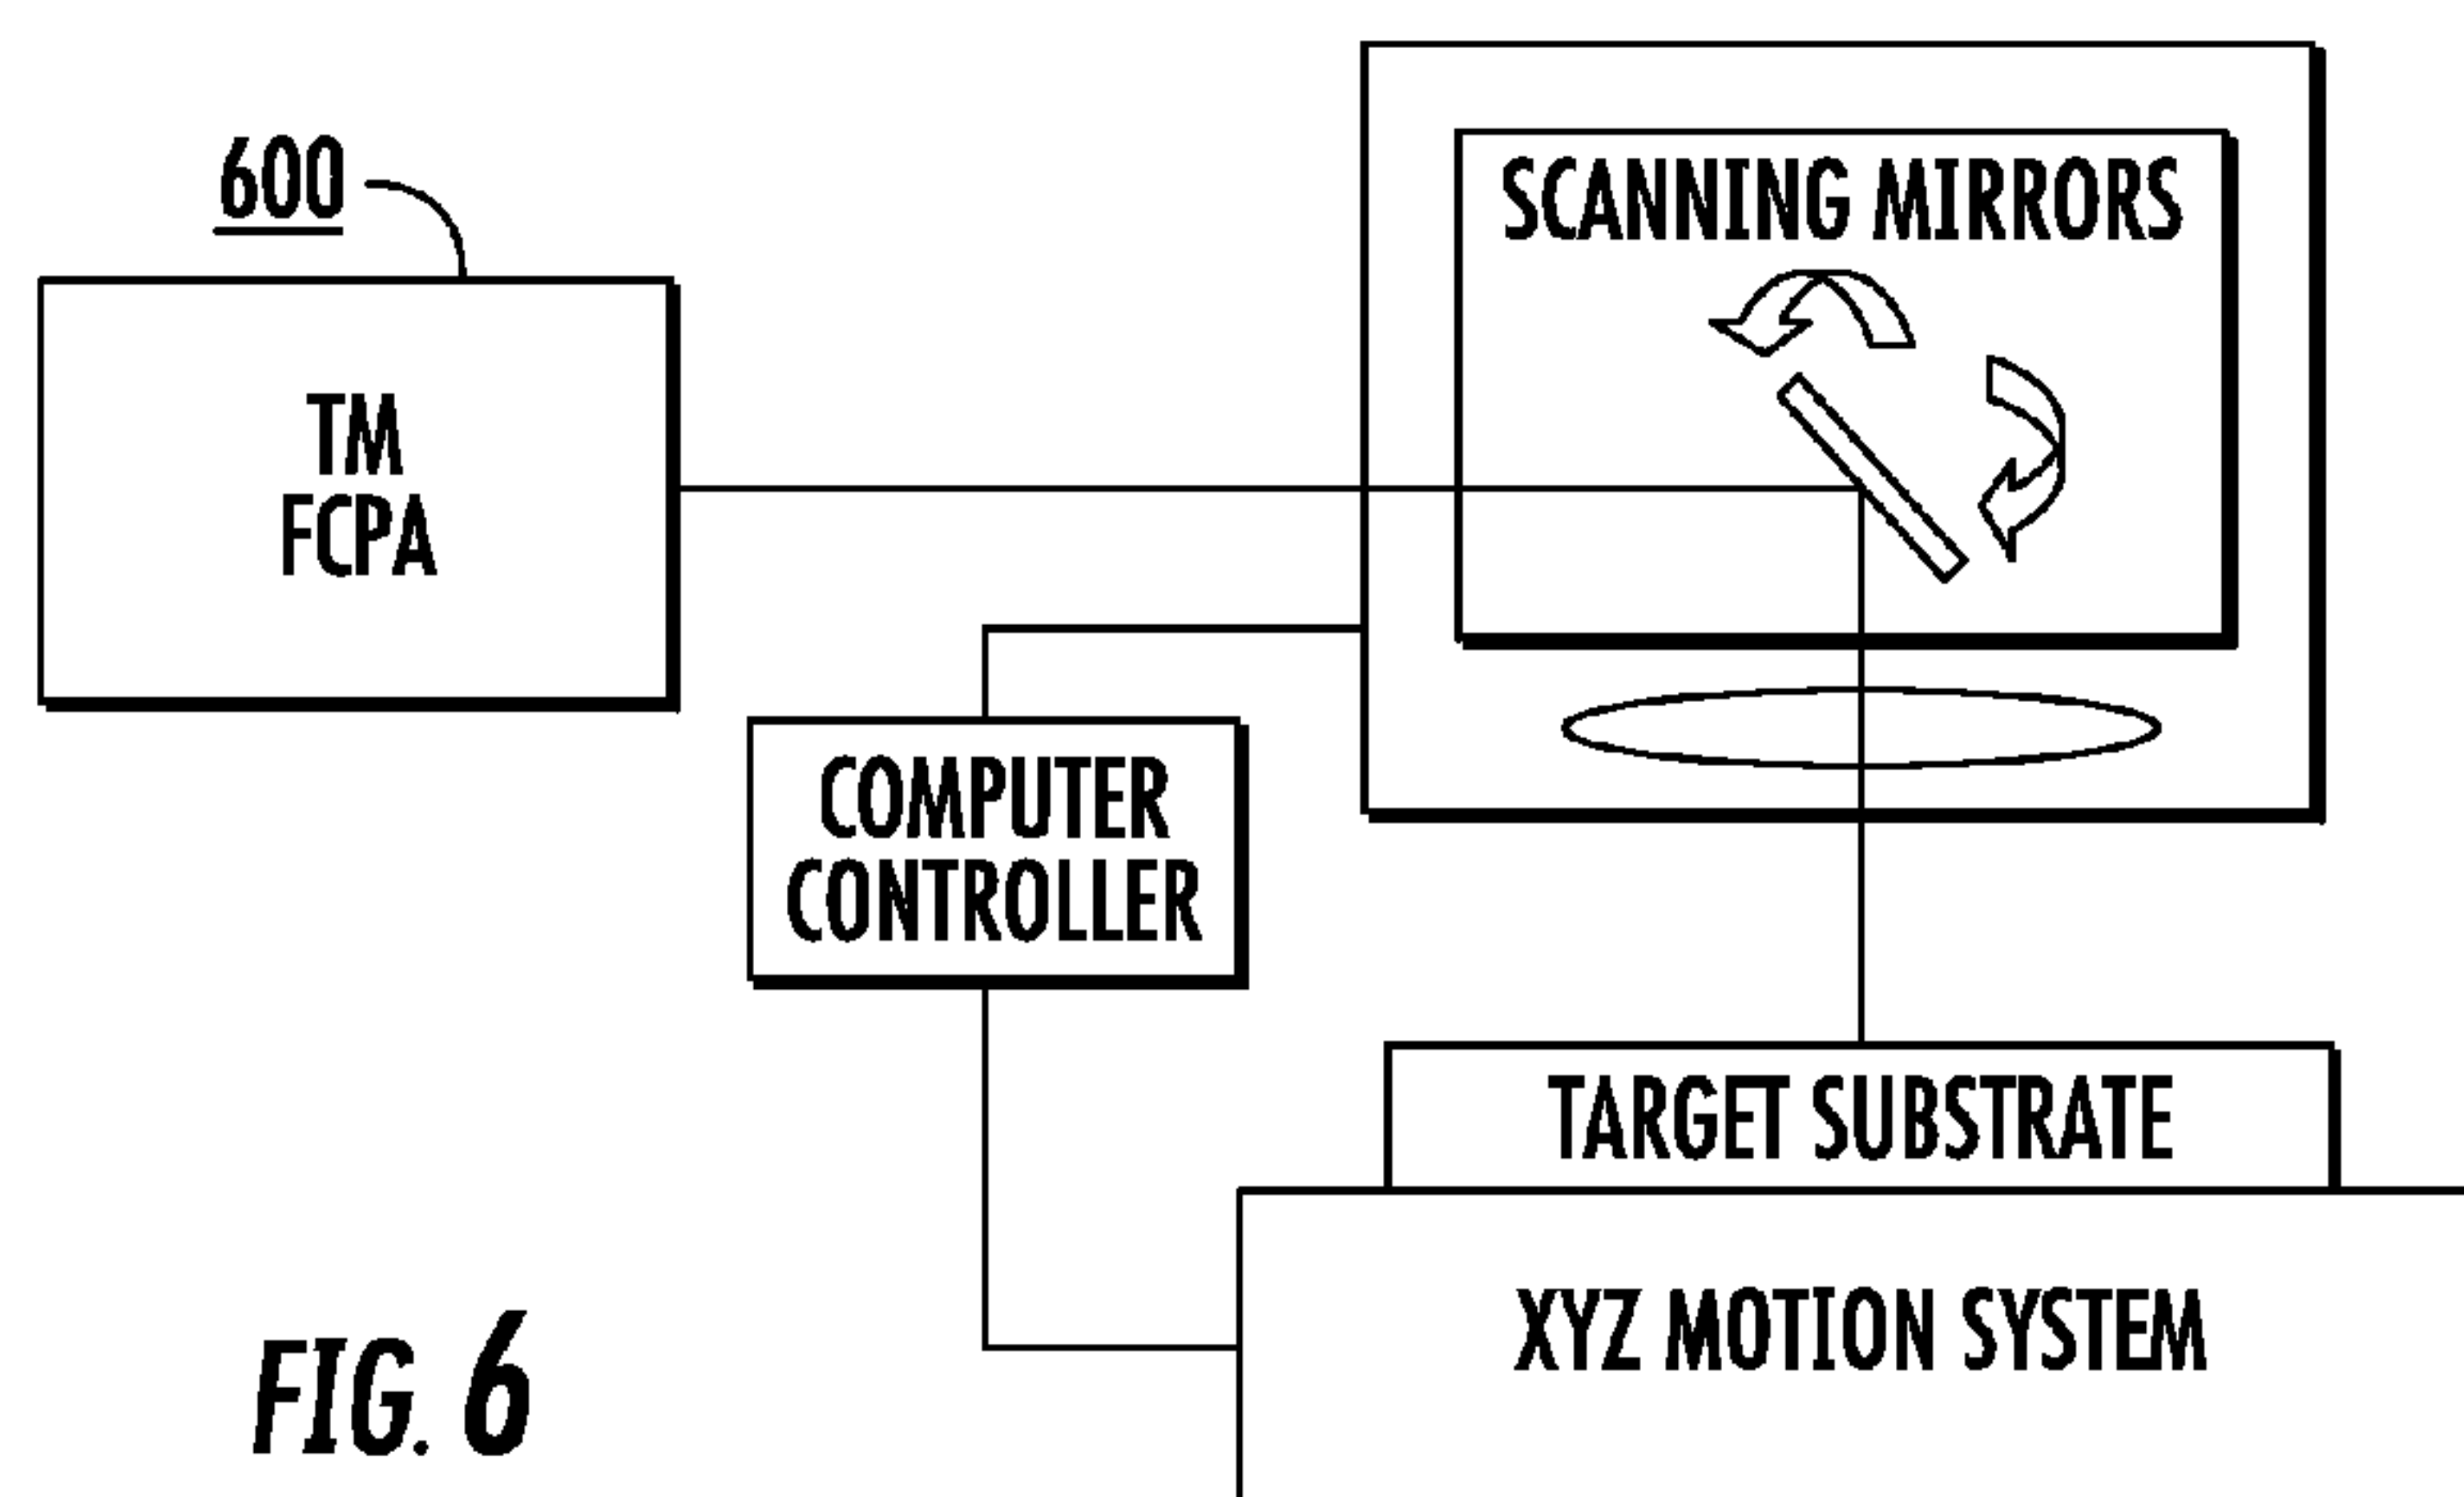 600
TM
FCPA
SCANNING MIRRORS
COMPUTER
CONTROLLER
TARGET SUBSTRATE
XYZ MOTION SYSTEM
FIG. 6